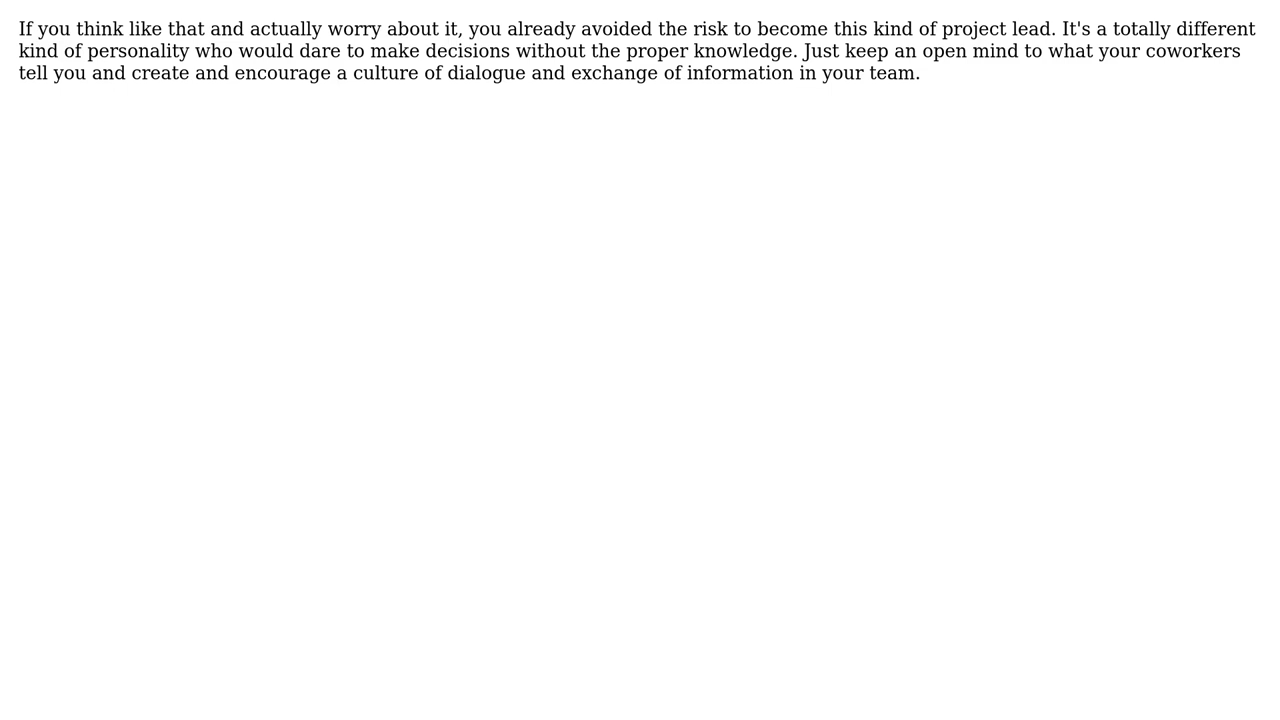 If you think like that and actually worry about it, you already avoided the risk to become this kind of project lead. It's a totally different
kind of personality who would dare to make decisions without the proper knowledge. Just keep an open mind to what your coworkers
tell you and create and encourage a culture of dialogue and exchange of information in your team.